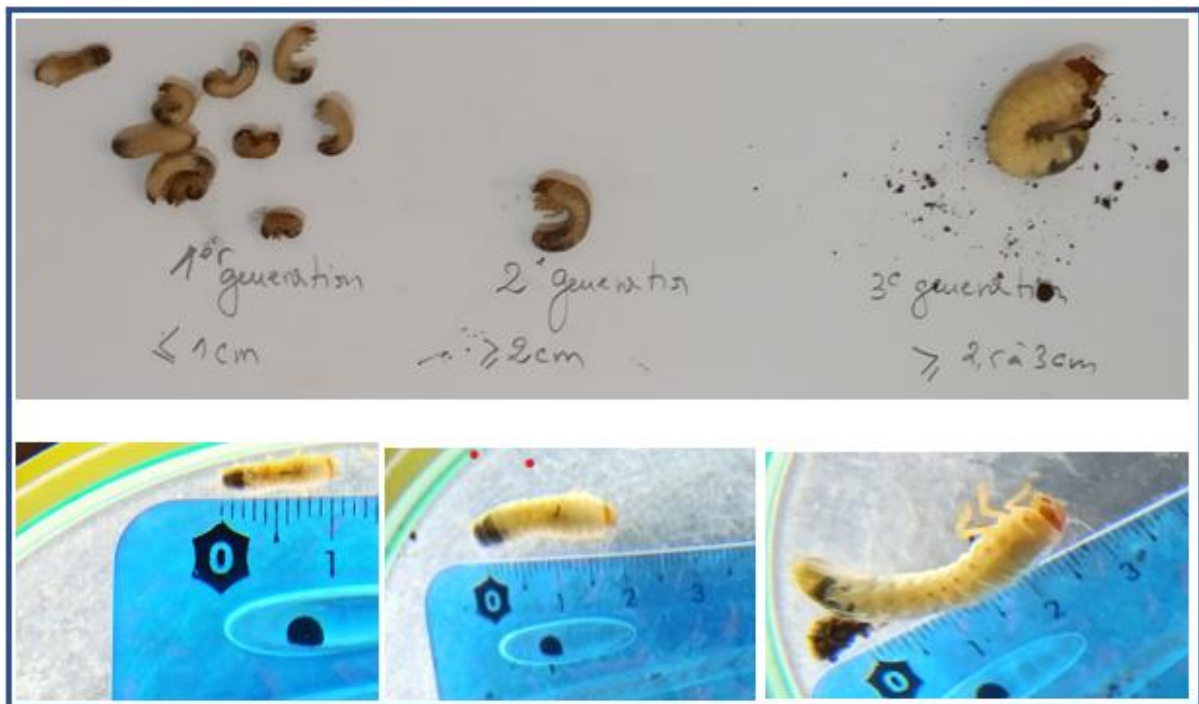 1er generation
2e generation
3e generation
≤ 1cm
≥ 2cm
≥ 2,5 à 3cm
0
1
0
1
2
3
0
1
2
3